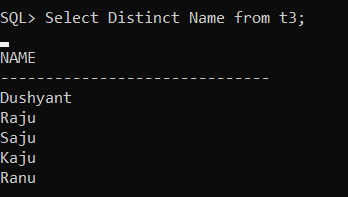 SQL> Select Distinct Name from t3;
NAME
------------------------------
Dushyant
Raju
Saju
Kaju
Ranu